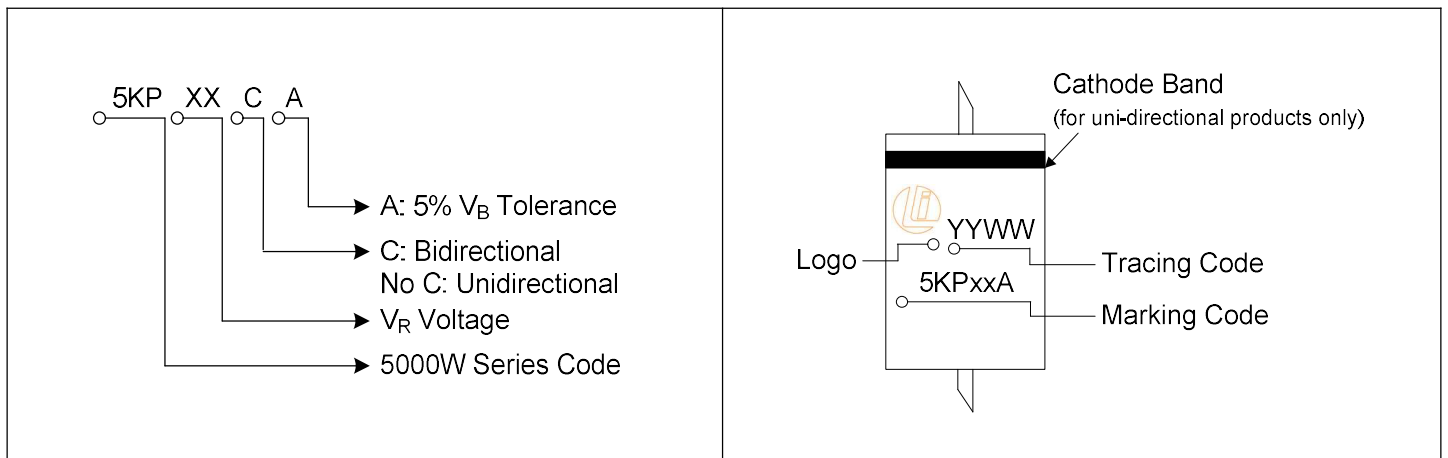 5KP XX C A
A: 5% VB Tolerance
C: Bidirectional
No C: Unidirectional
VR Voltage
5000W Series Code
Cathode Band
(for uni-directional products only)
YYWW
Logo
Tracing Code
5KPxxA
Marking Code